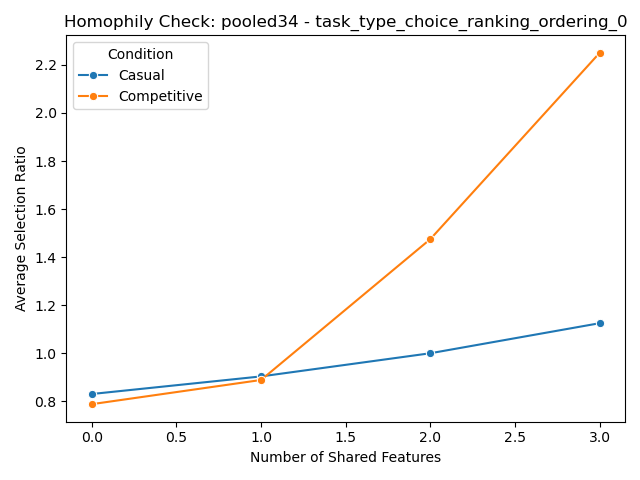 Homophily Check: pooled34 - task_type_choice_ranking_ordering_0
Condition
Casual
Competitive
2.2
2.0
1.8
1.6
1.4
1.2
1.0
0.8
Average Selection Ratio
0.0 0.5 1.0 1.5 2.0 2.5 3.0
Number of Shared Features